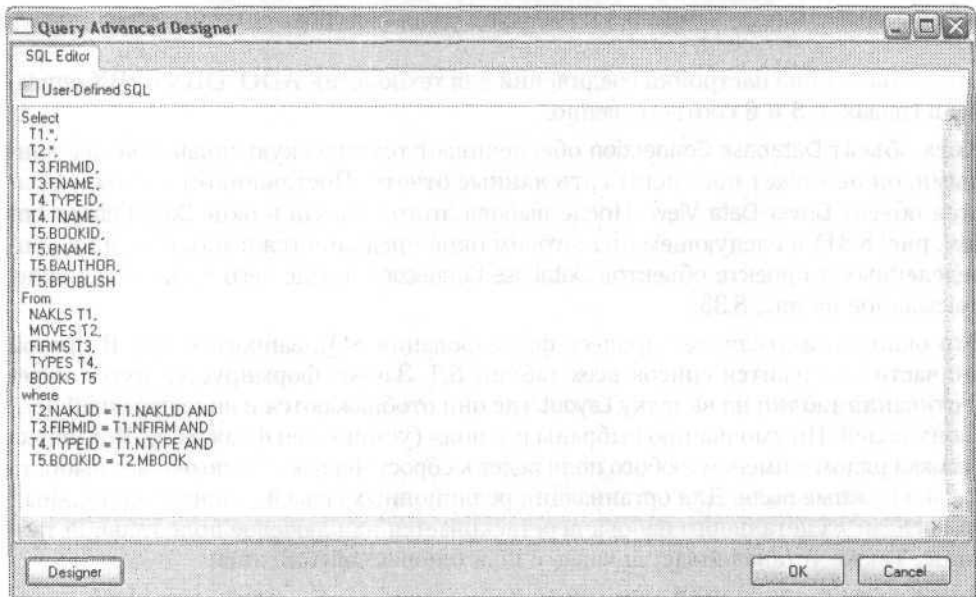 Query Advanced Designer
SQL Editor
User-Defined SQL
Select
T1.*,
T2.*,
T3.FIRMID,
T3.FNAME,
T4.TYPEID,
T4.TNAME,
T5.BOOKID,
T5.BNAME,
T5.BAUTHOR,
T5.BPUBLISH
From
NAKLS T1,
MOVES T2,
FIRMS T3,
TYPES T4,
BOOKS T5
where
T2.NAKLID = T1.NAKLID AND
T3.FIRMID = T1.NFIRM AND
T4.TYPEID = T1.NTYPE AND
T5.BOOKID = T2.MBOOK
Designer
OK
Cancel